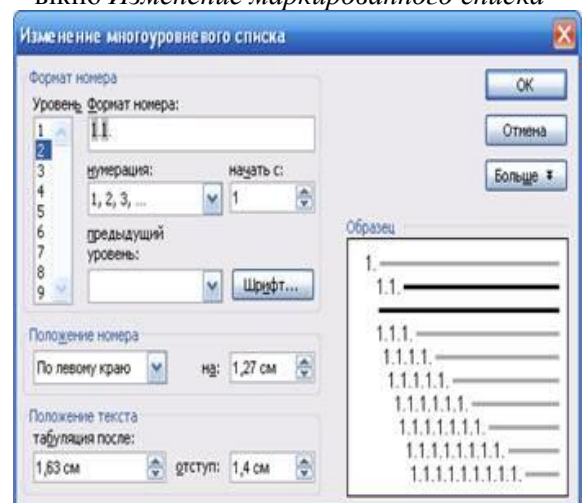 Изменение маркированного списка
Изменение многоуровневого списка
Формат номера
Уровень Формат номера:
1
2
3
4
5
6
7
8
9
1.1.
нумерация:
начать с:
1, 2, 3, ...
1
предыдущий
уровень:
Шрифт...
Положение номера
По левому краю
на:
1,27 см
Положение текста
табуляция после:
1,63 см
отступ:
1,4 см
ОК
Отмена
Больше
Образец
1.
1.1.
1.1.1.
1.1.1.1.
1.1.1.1.1.
1.1.1.1.1.1.
1.1.1.1.1.1.1.
1.1.1.1.1.1.1.1.
1.1.1.1.1.1.1.1.1.